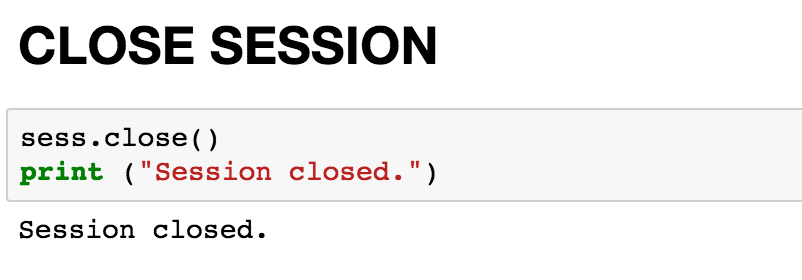 CLOSE SESSION
sess.close()
print ("Session closed.")
Session closed.